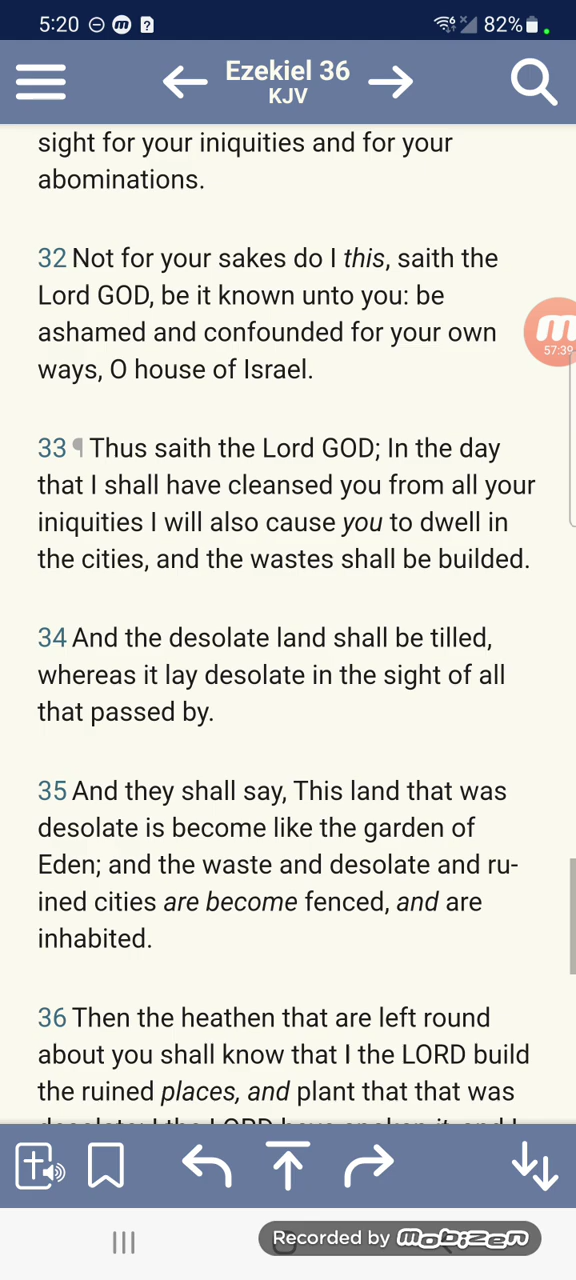 5:20 82%
Ezekiel 36
KJV
sight for your iniquities and for your
abominations.
32 Not for your sakes do I this, saith the
Lord GOD, be it known unto you: be
ashamed and confounded for your own
ways, O house of Israel.
57:39
33 ¶ Thus saith the Lord GOD; In the day
that I shall have cleansed you from all your
iniquities I will also cause you to dwell in
the cities, and the wastes shall be builded.
34 And the desolate land shall be tilled,
whereas it lay desolate in the sight of all
that passed by.
35 And they shall say, This land that was
desolate is become like the garden of
Eden; and the waste and desolate and ru-
ined cities are become fenced, and are
inhabited.
36 Then the heathen that are left round
about you shall know that I the LORD build
the ruined places, and plant that that was
Recorded by mobizen